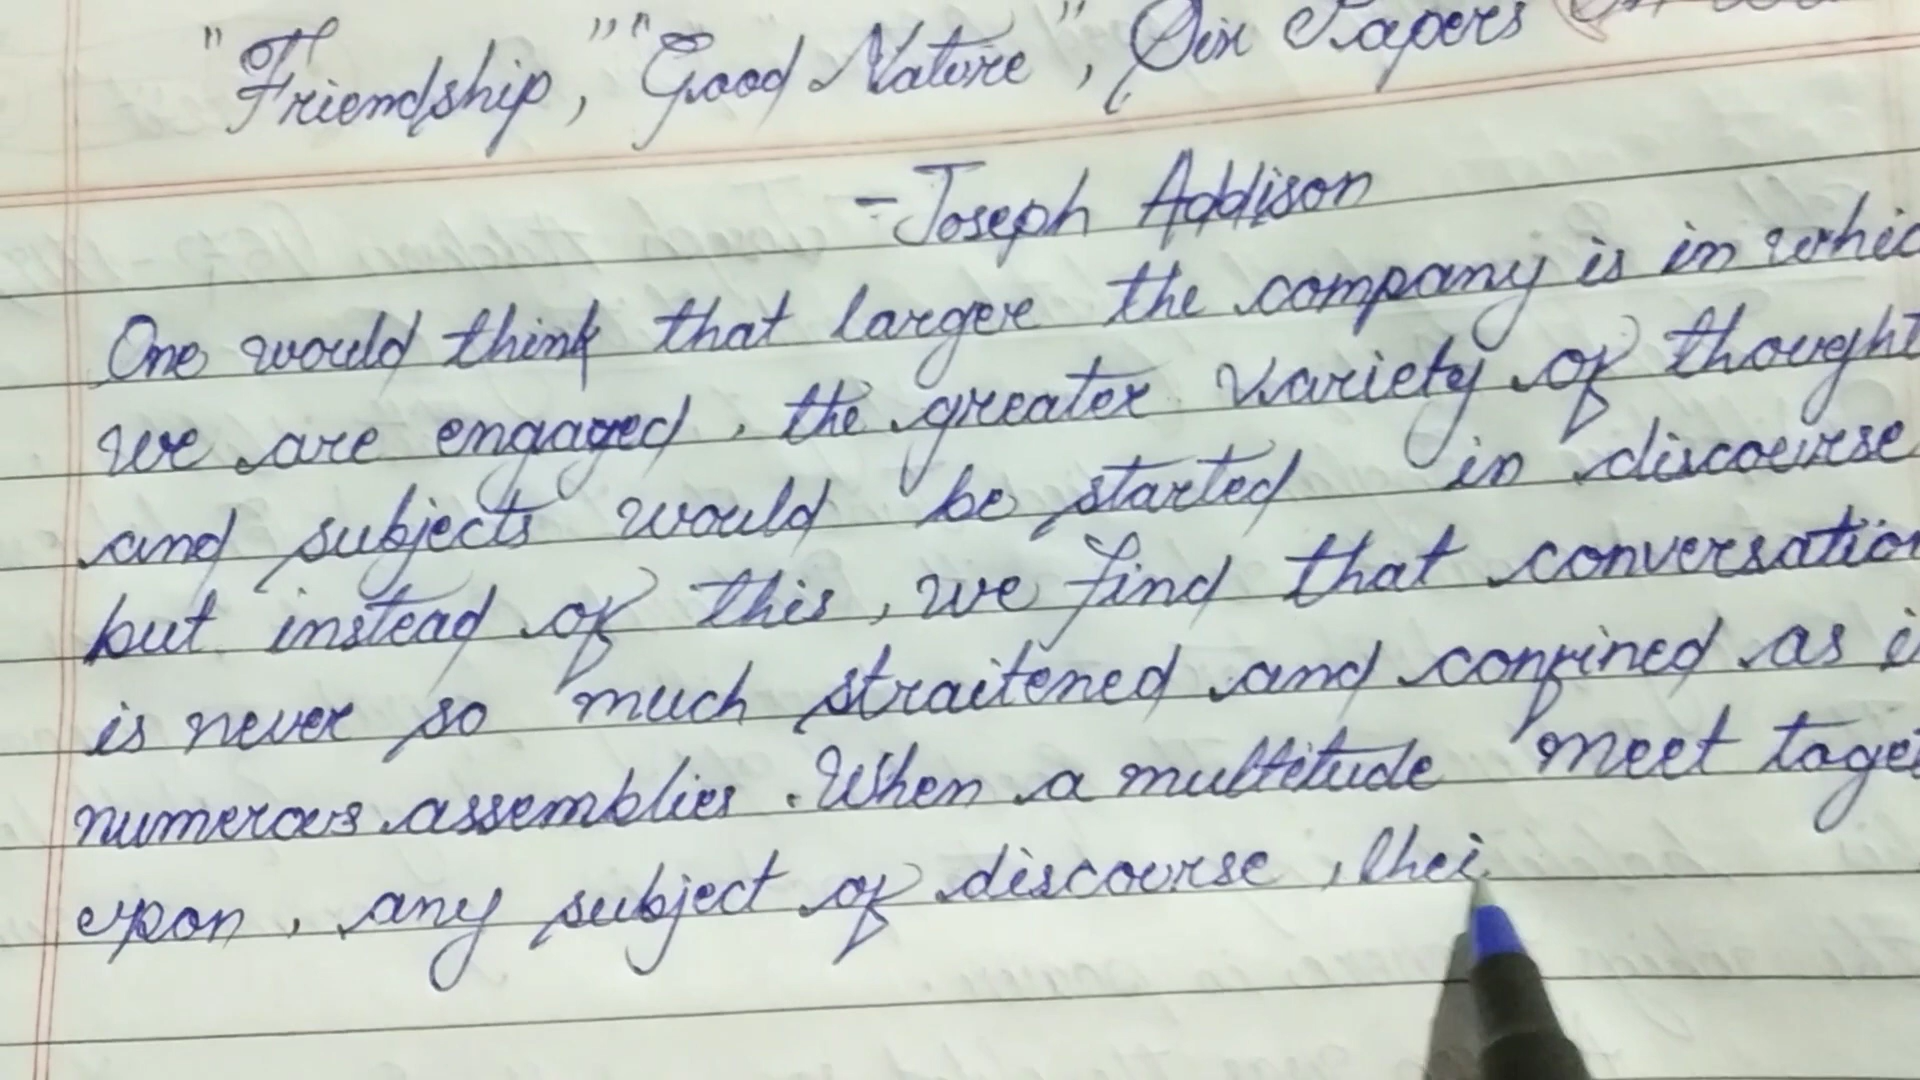 "Friendship," "Good Nature", Six Papers
-Joseph Addison
One would think that larger the company is in whic
we are engaged, the greater variety of thought
and subjects would be started in discourse
but instead of this, we find that conversation
is never so much straitened and confined as i
numerous assemblies. When a multitude meet toget
upon, any subject of discourse, thei